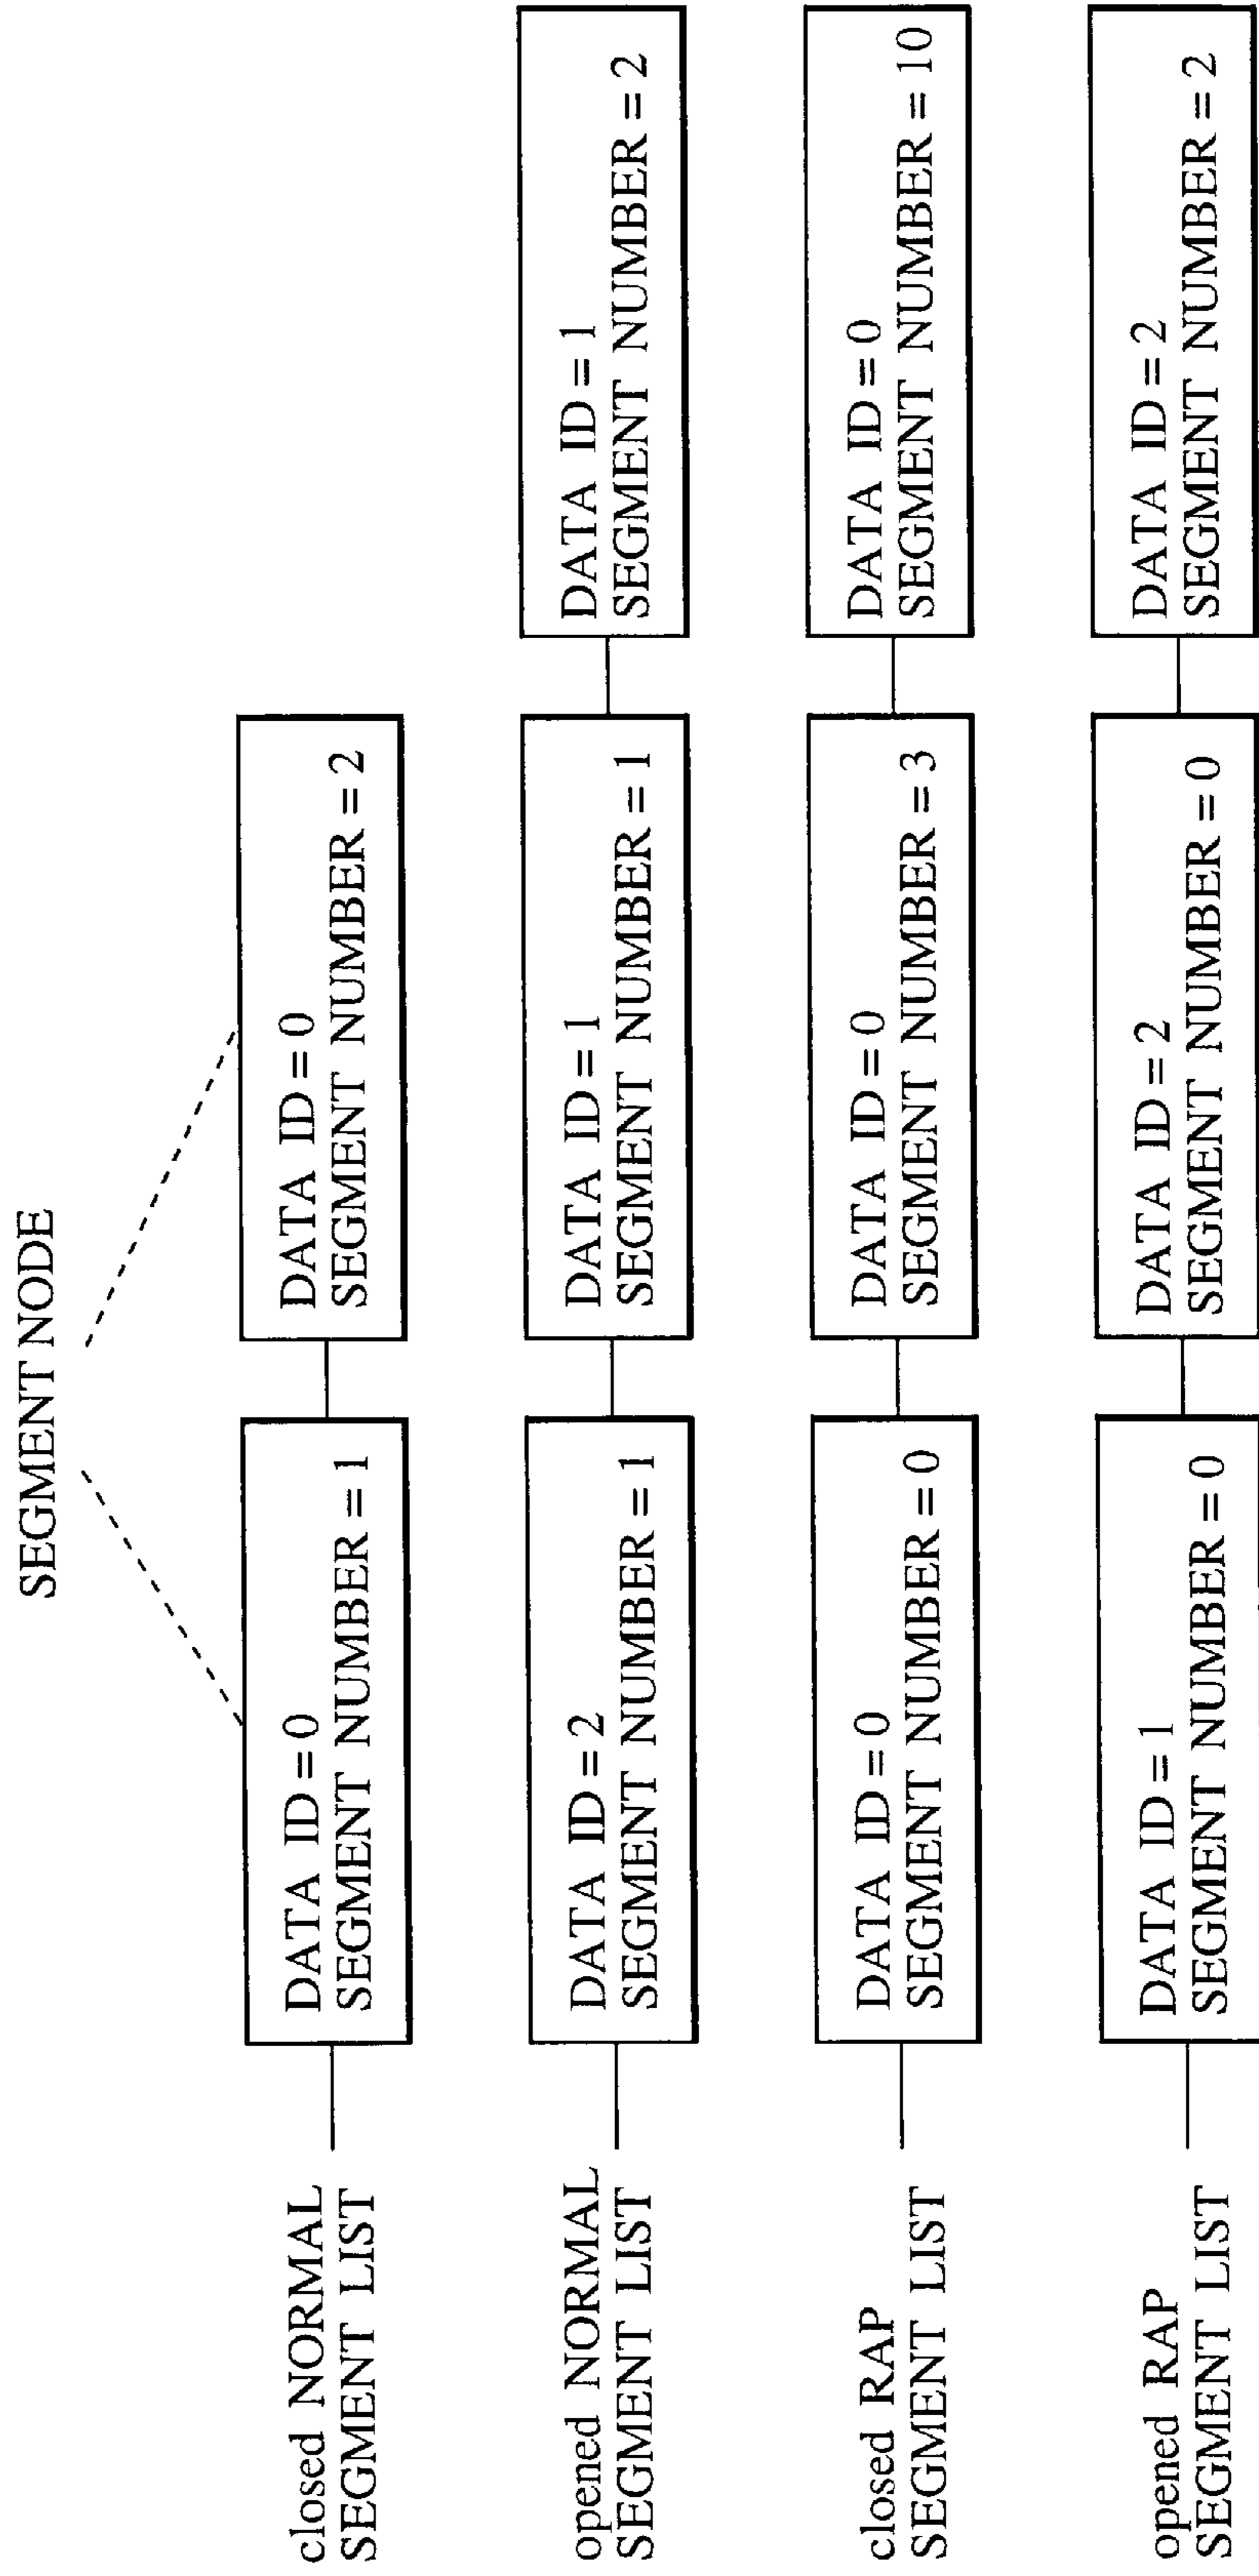 SEGMENT NODE
closed NORMAL
SEGMENT LIST
DATA ID = 0
SEGMENT NUMBER = 1
DATA ID = 0
SEGMENT NUMBER = 2
opened NORMAL
SEGMENT LIST
DATA ID = 2
SEGMENT NUMBER = 1
DATA ID = 1
SEGMENT NUMBER = 1
DATA ID = 1
SEGMENT NUMBER = 2
closed RAP
SEGMENT LIST
DATA ID = 0
SEGMENT NUMBER = 0
DATA ID = 0
SEGMENT NUMBER = 3
DATA ID = 0
SEGMENT NUMBER = 10
opened RAP
SEGMENT LIST
DATA ID = 1
SEGMENT NUMBER = 0
DATA ID = 2
SEGMENT NUMBER = 0
DATA ID = 2
SEGMENT NUMBER = 2